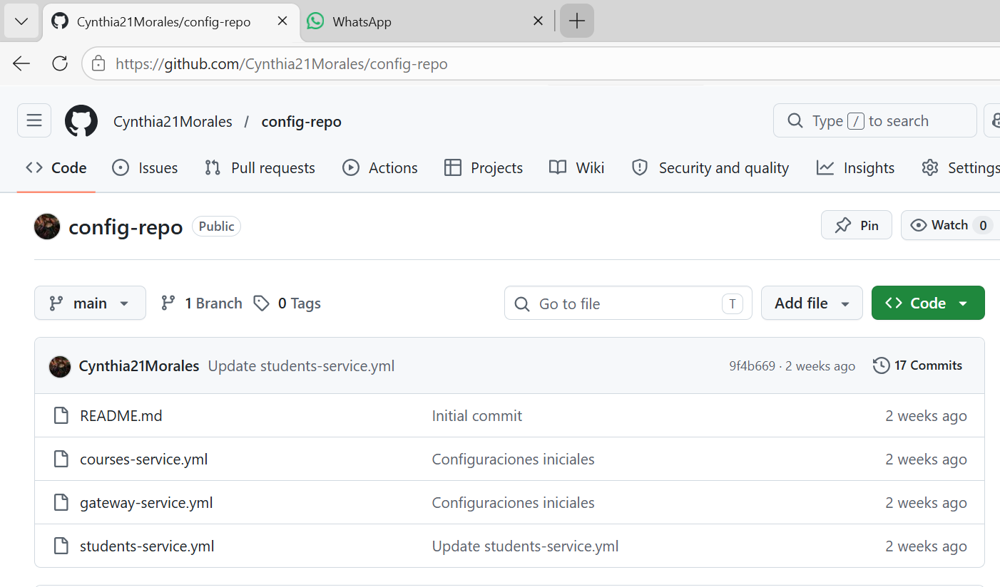 Cynthia21Morales/config-repo
WhatsApp
https://github.com/Cynthia21Morales/config-repo
Cynthia21Morales / config-repo
Type / to search
Code Issues Pull requests Actions Projects Wiki Security and quality Insights Settings
config-repo Public
Pin Watch 0
main 1 Branch 0 Tags
Go to file T Add file Code
Cynthia21Morales Update students-service.yml 9f4b669 · 2 weeks ago 17 Commits
README.md Initial commit 2 weeks ago
courses-service.yml Configuraciones iniciales 2 weeks ago
gateway-service.yml Configuraciones iniciales 2 weeks ago
students-service.yml Update students-service.yml 2 weeks ago